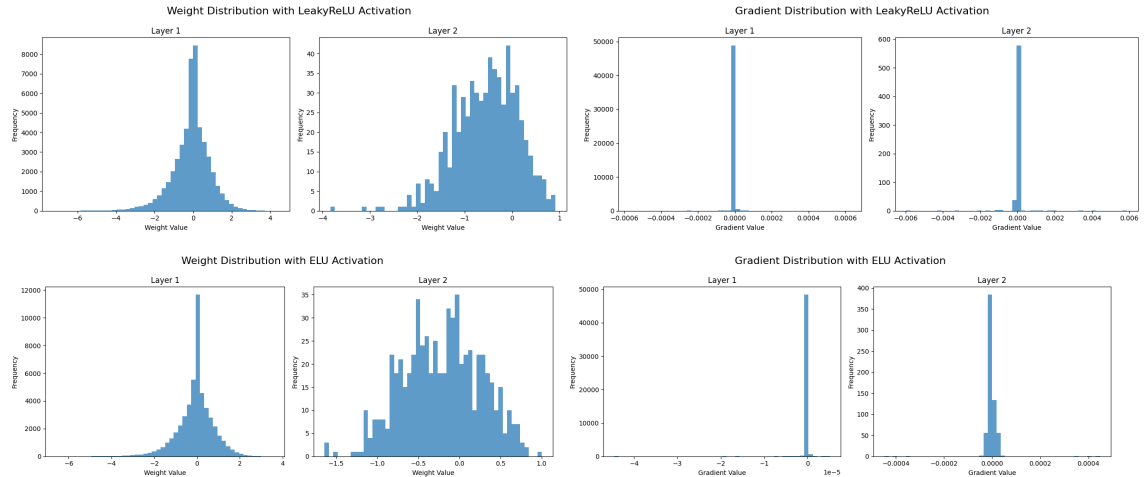 Weight Distribution with LeakyReLU Activation
Layer 1
Frequency
8000
7000
6000
5000
4000
3000
2000
1000
0
−6 −4 −2 0 2 4
Weight Value
Layer 2
Frequency
40
35
30
25
20
15
10
5
0
−4 −3 −2 −1 0 1
Weight Value
Gradient Distribution with LeakyReLU Activation
Layer 1
Frequency
50000
40000
30000
20000
10000
0
−0.0006 −0.0004 −0.0002 0.0000 0.0002 0.0004 0.0006
Gradient Value
Layer 2
Frequency
600
500
400
300
200
100
0
−0.006 −0.004 −0.002 0.000 0.002 0.004 0.006
Gradient Value
Weight Distribution with ELU Activation
Layer 1
Frequency
12000
10000
8000
6000
4000
2000
0
−6 −4 −2 0 2 4
Weight Value
Layer 2
Frequency
35
30
25
20
15
10
5
0
−1.5 −1.0 −0.5 0.0 0.5 1.0
Weight Value
Gradient Distribution with ELU Activation
Layer 1
Frequency
50000
40000
30000
20000
10000
0
−4 −3 −2 −1 0
1e−5
Gradient Value
Layer 2
Frequency
400
350
300
250
200
150
100
50
0
−0.0004 −0.0002 0.0000 0.0002 0.0004
Gradient Value